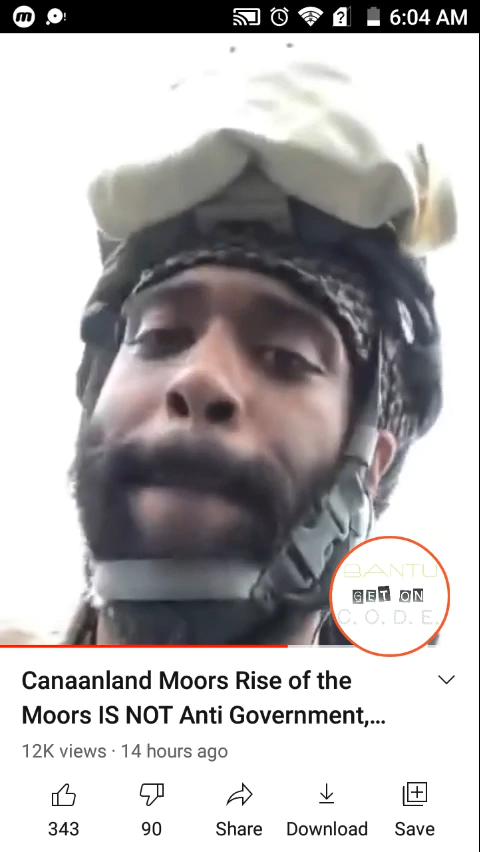 6:04 AM
BANTU
GET ON
C. O. D. E.
Canaanland Moors Rise of the
Moors IS NOT Anti Government,...
12K views · 14 hours ago
343
90
Share
Download
Save